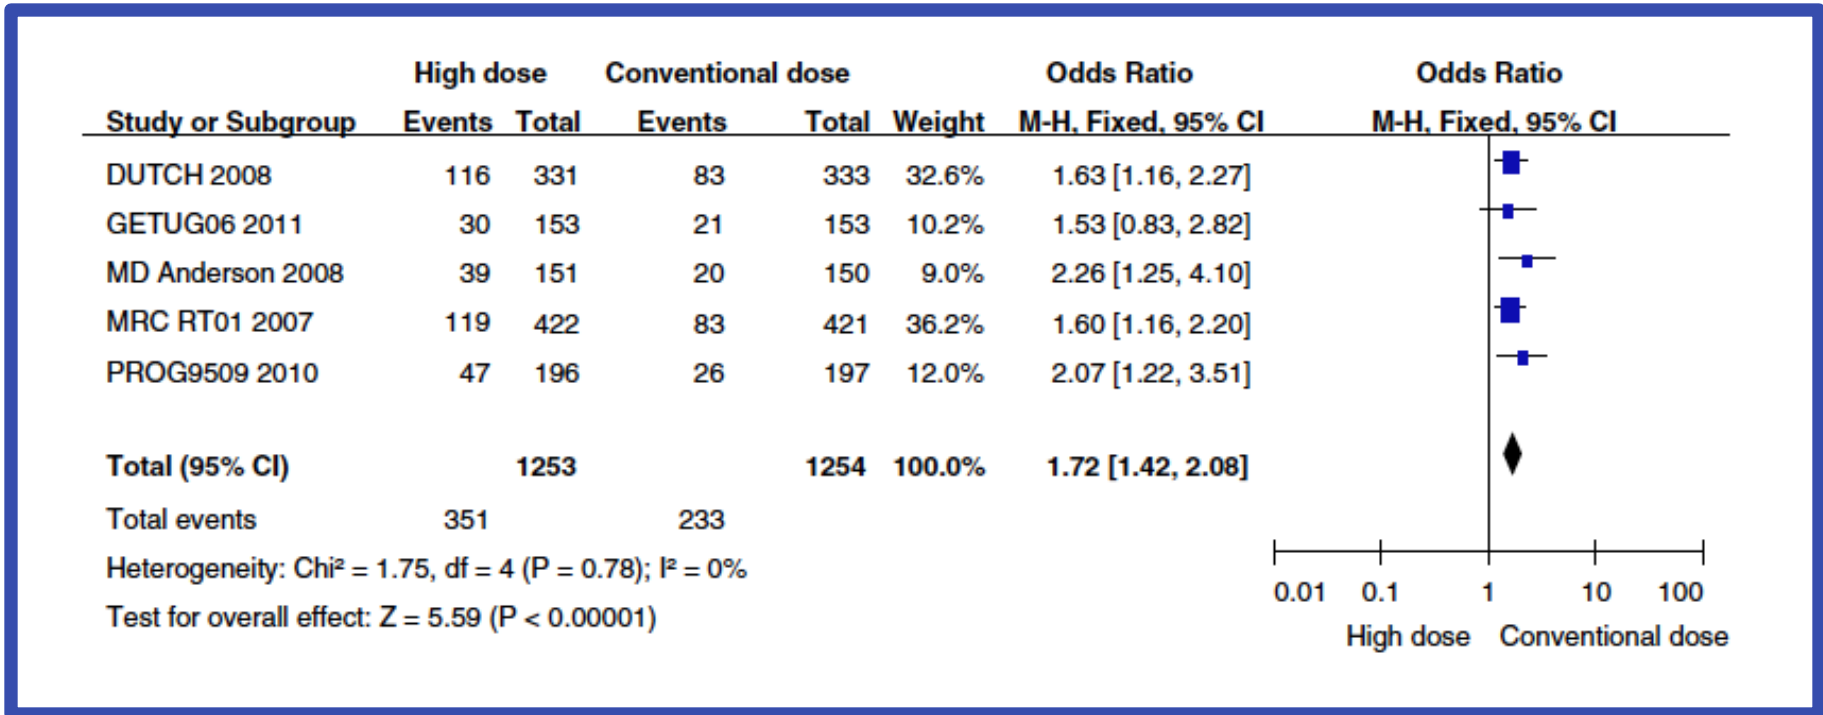 High dose Conventional dose Odds Ratio Odds Ratio
Study or Subgroup Events Total Events Total Weight M-H, Fixed, 95% CI M-H, Fixed, 95% CI
DUTCH 2008 116 331 83 333 32.6% 1.63 [1.16, 2.27]
GETUG06 2011 30 153 21 153 10.2% 1.53 [0.83, 2.82]
MD Anderson 2008 39 151 20 150 9.0% 2.26 [1.25, 4.10]
MRC RT01 2007 119 422 83 421 36.2% 1.60 [1.16, 2.20]
PROG9509 2010 47 196 26 197 12.0% 2.07 [1.22, 3.51]
Total (95% CI) 1253 1254 100.0% 1.72 [1.42, 2.08]
Total events 351 233
Heterogeneity: Chi² = 1.75, df = 4 (P = 0.78); I² = 0%
Test for overall effect: Z = 5.59 (P < 0.00001)
0.01 0.1 1 10 100
High dose Conventional dose